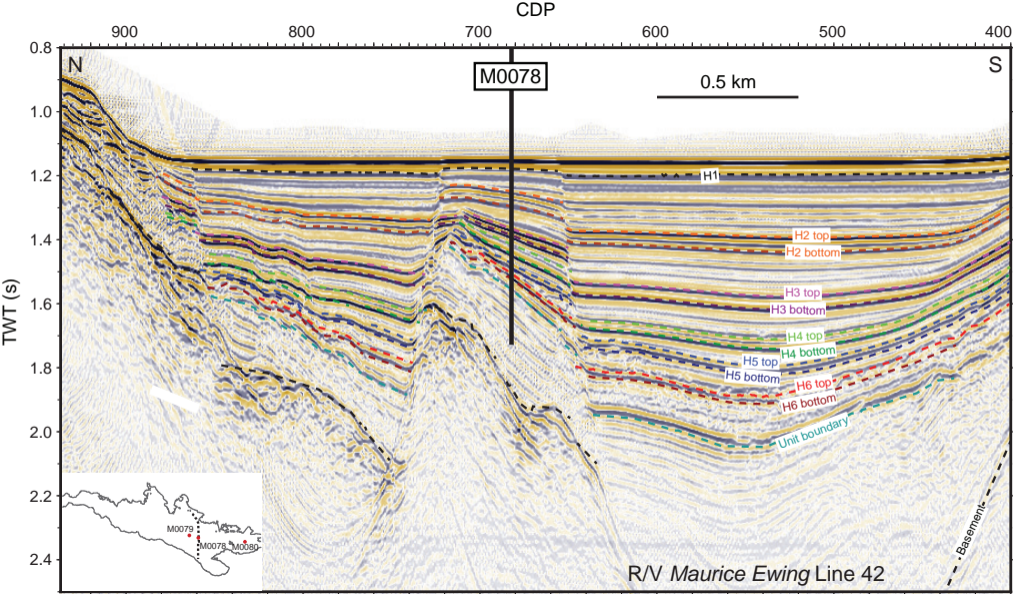 CDP
900 800 700 600 500 400
0.8
N
S
M0078
0.5 km
1.0
1.2
H1
H2 top
1.4
H2 bottom
H3 top
1.6
H3 bottom
H4 top
H4 bottom
TWT (s)
H5 top
1.8
H5 bottom
H6 top
H6 bottom
Unit boundary
2.0
2.2
M0079
M0078
M0080
Basement
2.4
R/V Maurice Ewing Line 42